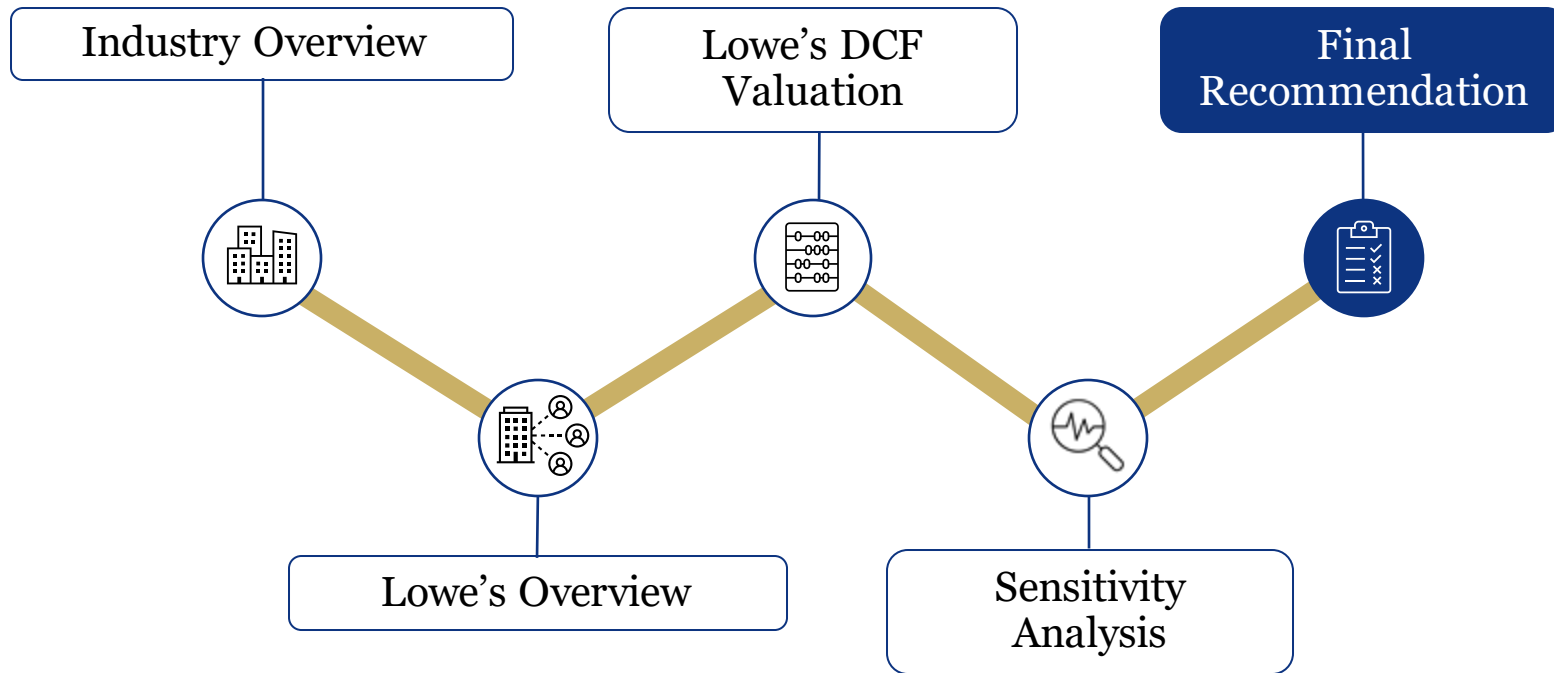 Industry Overview
Lowe’s DCF
Valuation
Final
Recommendation
Lowe’s Overview
Sensitivity
Analysis